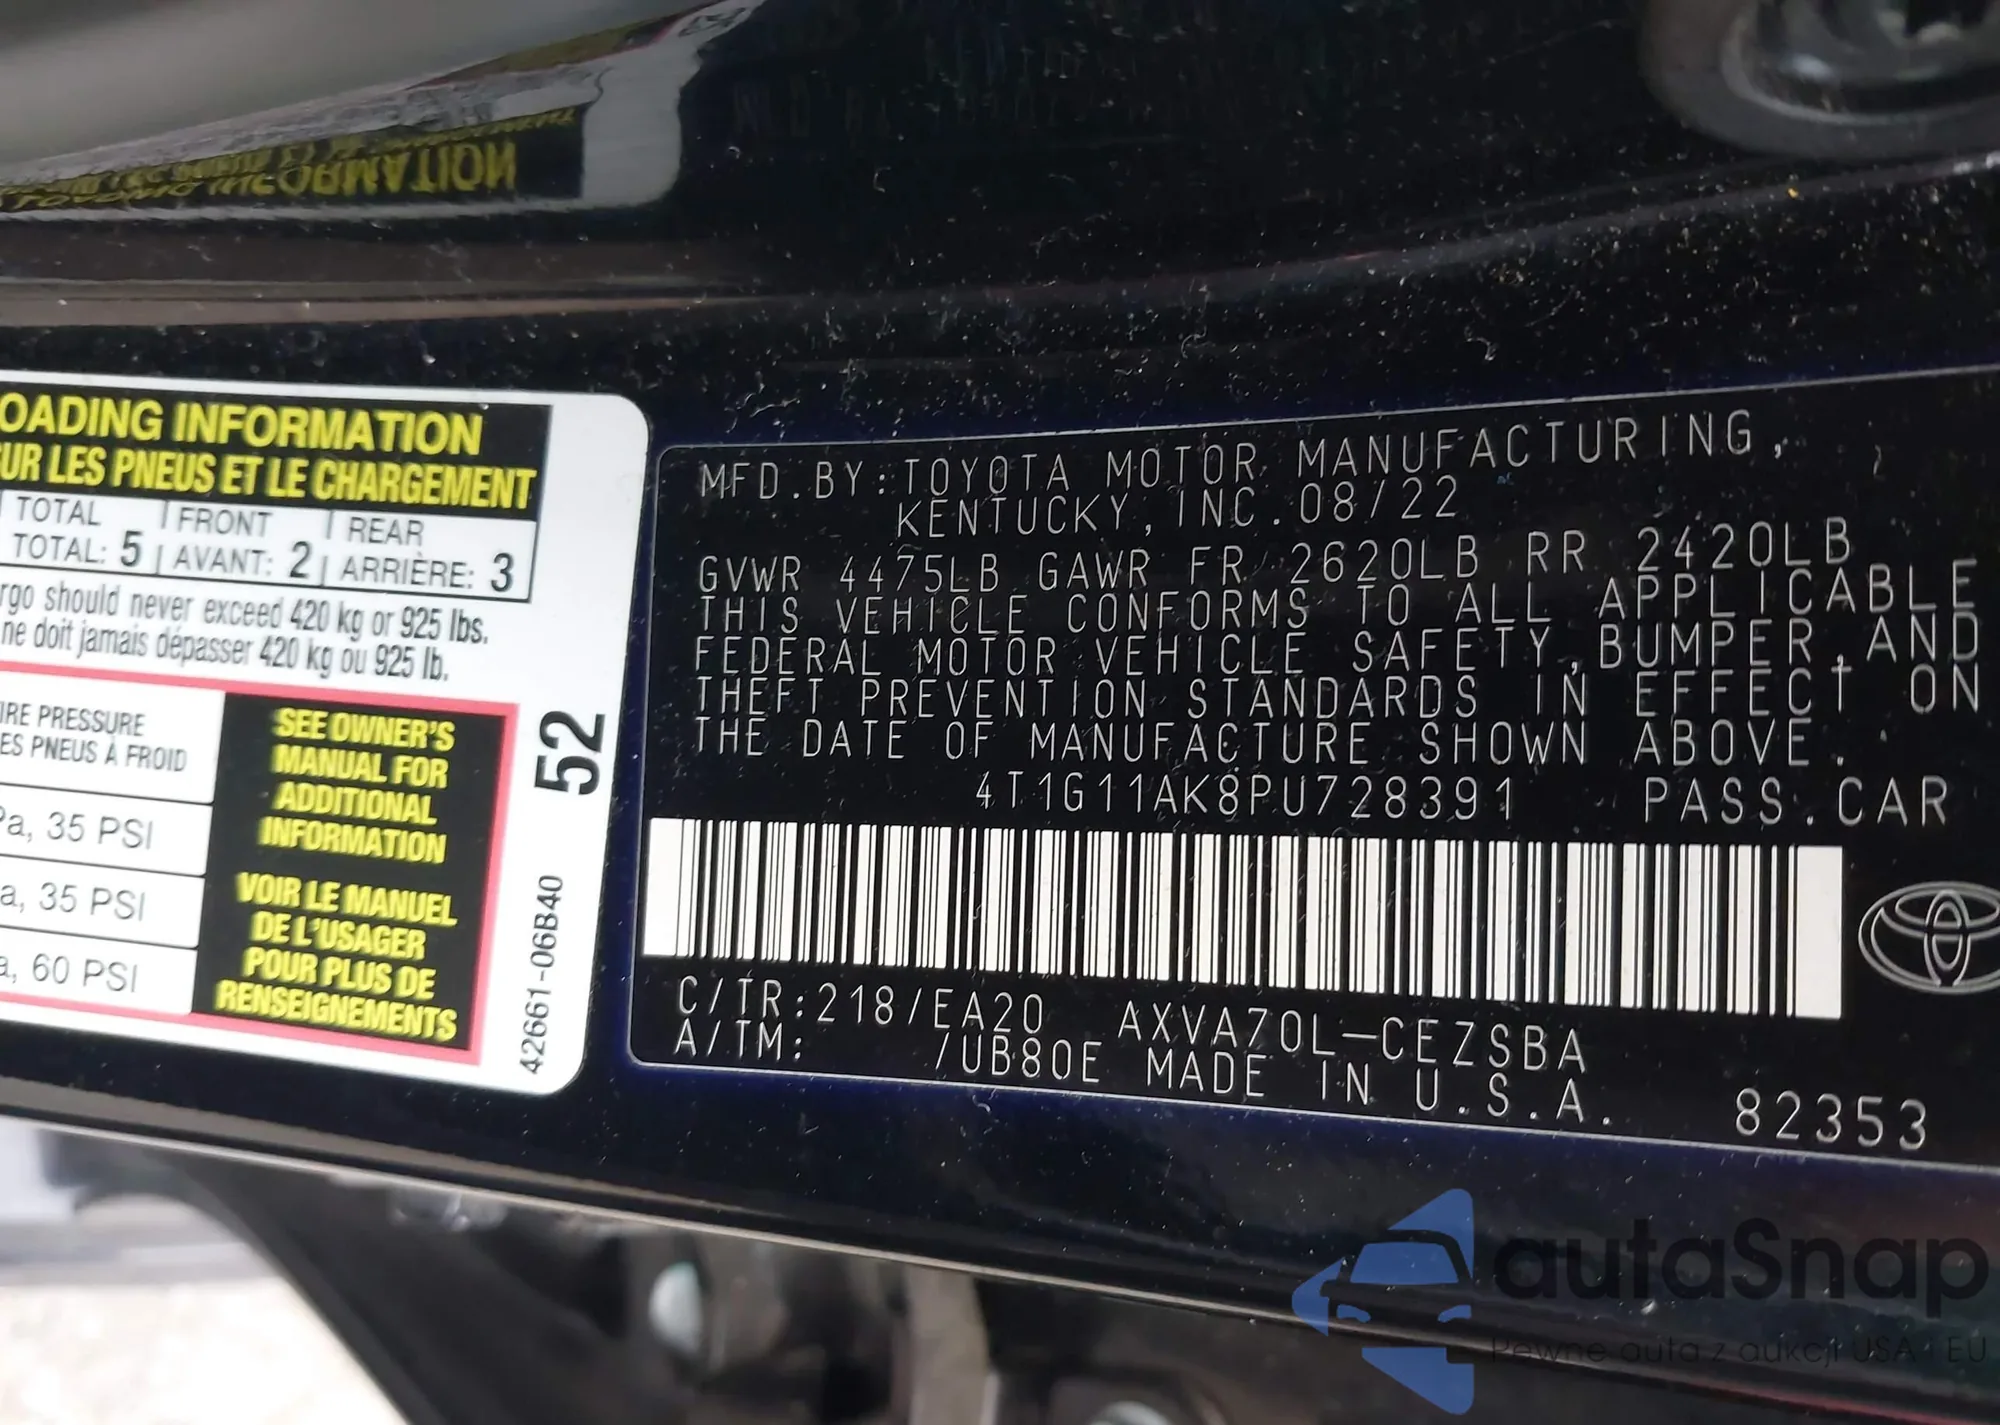 OADING INFORMATION
UR LES PNEUS ET LE CHARGEMENT
TOTAL FRONT REAR
TOTAL: 5 AVANT: 2 ARRIÈRE: 3
rgo should never exceed 420 kg or 925 lbs.
ne doit jamais dépasser 420 kg ou 925 lb.
IRE PRESSURE
ES PNEUS À FROID
Pa, 35 PSI
a, 35 PSI
a, 60 PSI
SEE OWNER'S
MANUAL FOR
ADDITIONAL
INFORMATION
VOIR LE MANUEL
DE L'USAGER
POUR PLUS DE
RENSEIGNEMENTS
52
42661-06B40
MFD.BY:TOYOTA MOTOR MANUFACTURING,
KENTUCKY,INC.08/22
GVWR 4475LB GAWR FR 2620LB RR 2420LB
THIS VEHICLE CONFORMS TO ALL APPLICABLE
FEDERAL MOTOR VEHICLE SAFETY,BUMPER,AND
THEFT PREVENTION STANDARDS IN EFFECT ON
THE DATE OF MANUFACTURE SHOWN ABOVE.
4T1G11AK8PU728391 PASS.CAR
C/TR:218/EA20 AXVA70L-CEZSBA
A/TM: /UB80E MADE IN U.S.A.
82353
autaSnap
Pewne auta z aukcji USA i EU